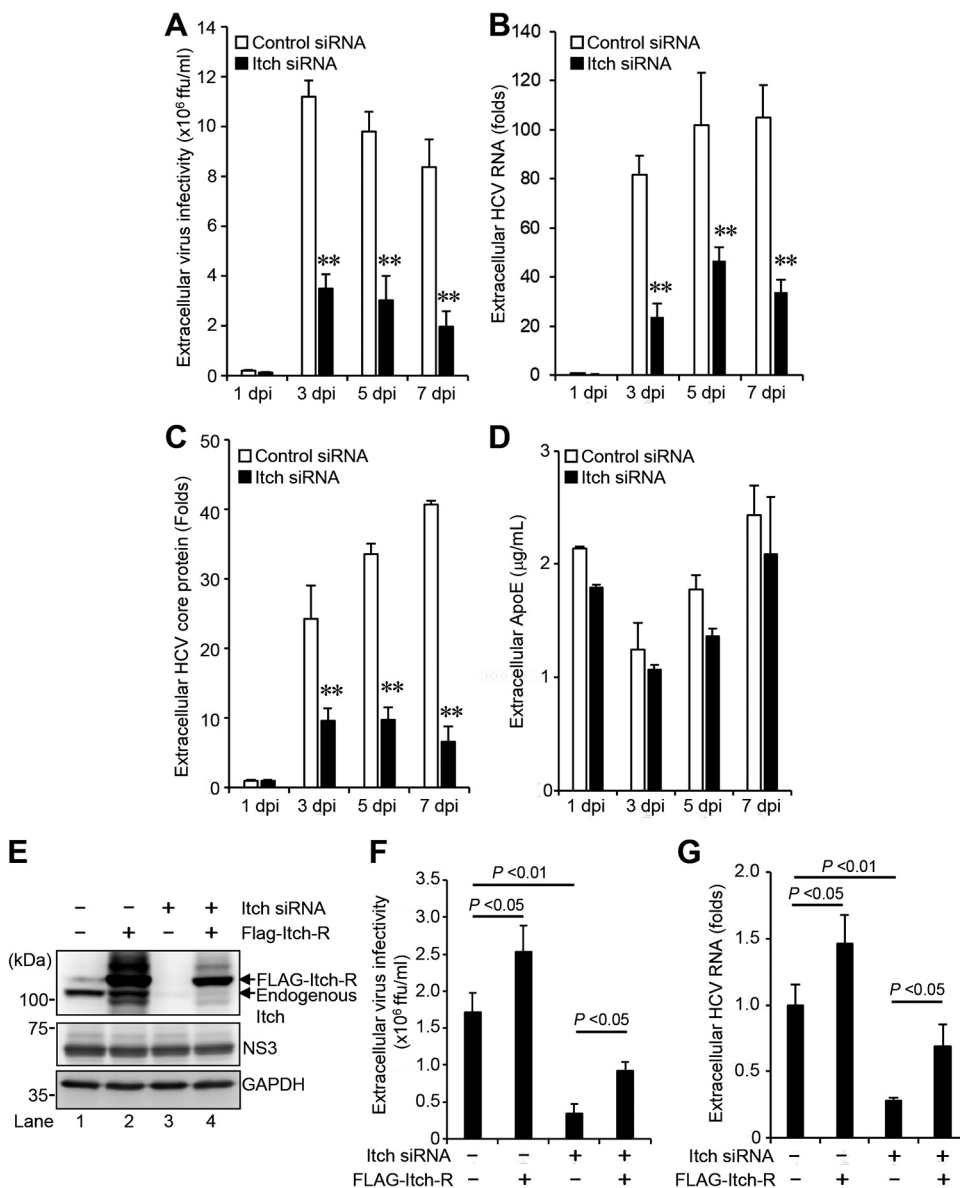 A
Extracellular virus infectivity (x10⁶ ffu/ml)
14
12
10
8
6
4
2
0
Control siRNA
Itch siRNA
** ** **
1 dpi 3 dpi 5 dpi 7 dpi
B
Extracellular HCV RNA (folds)
140
120
100
80
60
40
20
0
Control siRNA
Itch siRNA
** ** **
1 dpi 3 dpi 5 dpi 7 dpi
C
Extracellular HCV core protein (Folds)
50
40
30
20
10
0
Control siRNA
Itch siRNA
** ** **
1 dpi 3 dpi 5 dpi 7 dpi
D
Extracellular ApoE (μg/mL)
3
2
1
0
Control siRNA
Itch siRNA
1 dpi 3 dpi 5 dpi 7 dpi
E
− − + + Itch siRNA
− + − + Flag-Itch-R
(kDa)
FLAG-Itch-R
100-
Endogenous
Itch
75-
NS3
GAPDH
35-
Lane 1 2 3 4
F
Extracellular virus infectivity
(x10⁶ ffu/ml)
3.5
3.0
2.5
2.0
1.5
1.0
0.5
0
P <0.01
P <0.05
P <0.05
Itch siRNA − − + +
FLAG-Itch-R − + − +
G
Extracellular HCV RNA (folds)
2.0
1.5
1.0
0.5
0
P <0.01
P <0.05
P <0.05
Itch siRNA − − + +
FLAG-Itch-R − + − +